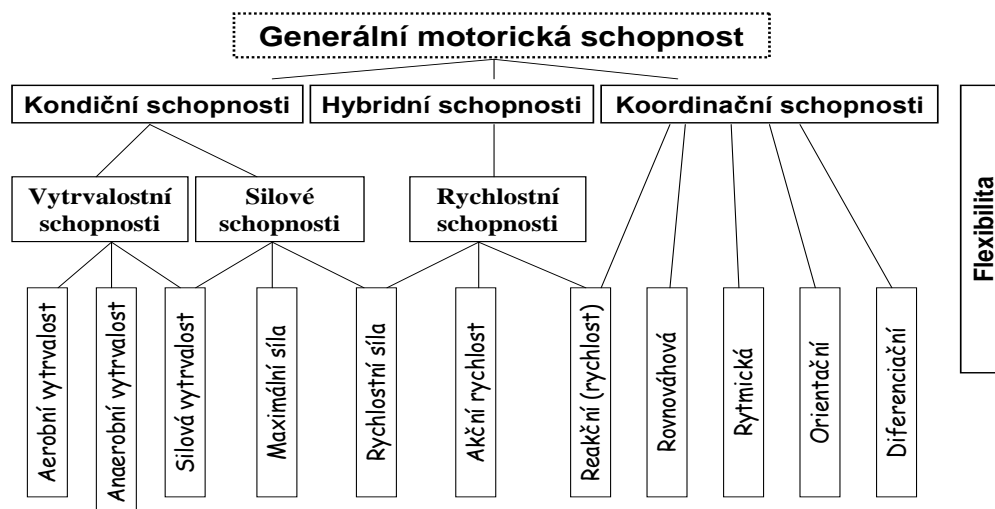 Generální motorická schopnost
Kondiční schopnosti
Hybridní schopnosti
Koordinační schopnosti
Flexibilita
Vytrvalostní
schopnosti
Silové
schopnosti
Rychlostní
schopnosti
Aerobní vytrvalost
Anaerobní vytrvalost
Silová vytrvalost
Maximální síla
Rychlostní síla
Akční rychlost
Reakční (rychlost)
Rovnováhová
Rytmická
Orientační
Diferenciační